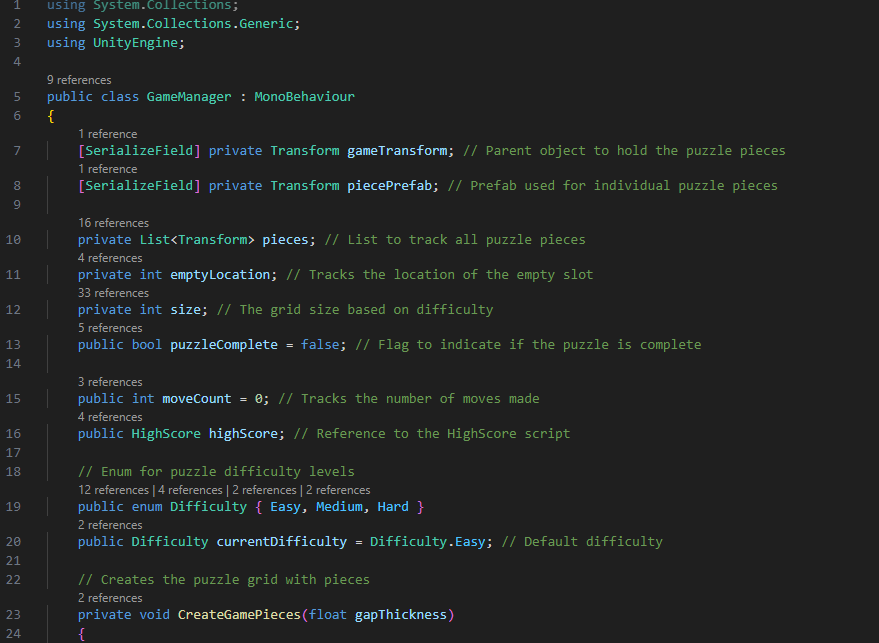 1 using System.Collections;
2 using System.Collections.Generic;
3 using UnityEngine;
4
9 references
5 public class GameManager : MonoBehaviour
6 {
1 reference
7 [SerializeField] private Transform gameTransform; // Parent object to hold the puzzle pieces
1 reference
8 [SerializeField] private Transform piecePrefab; // Prefab used for individual puzzle pieces
9
16 references
10 private List<Transform> pieces; // List to track all puzzle pieces
4 references
11 private int emptyLocation; // Tracks the location of the empty slot
33 references
12 private int size; // The grid size based on difficulty
5 references
13 public bool puzzleComplete = false; // Flag to indicate if the puzzle is complete
14
3 references
15 public int moveCount = 0; // Tracks the number of moves made
4 references
16 public HighScore highScore; // Reference to the HighScore script
17
18 // Enum for puzzle difficulty levels
12 references | 4 references | 2 references | 2 references
19 public enum Difficulty { Easy, Medium, Hard }
2 references
20 public Difficulty currentDifficulty = Difficulty.Easy; // Default difficulty
21
22 // Creates the puzzle grid with pieces
2 references
23 private void CreateGamePieces(float gapThickness)
24 {